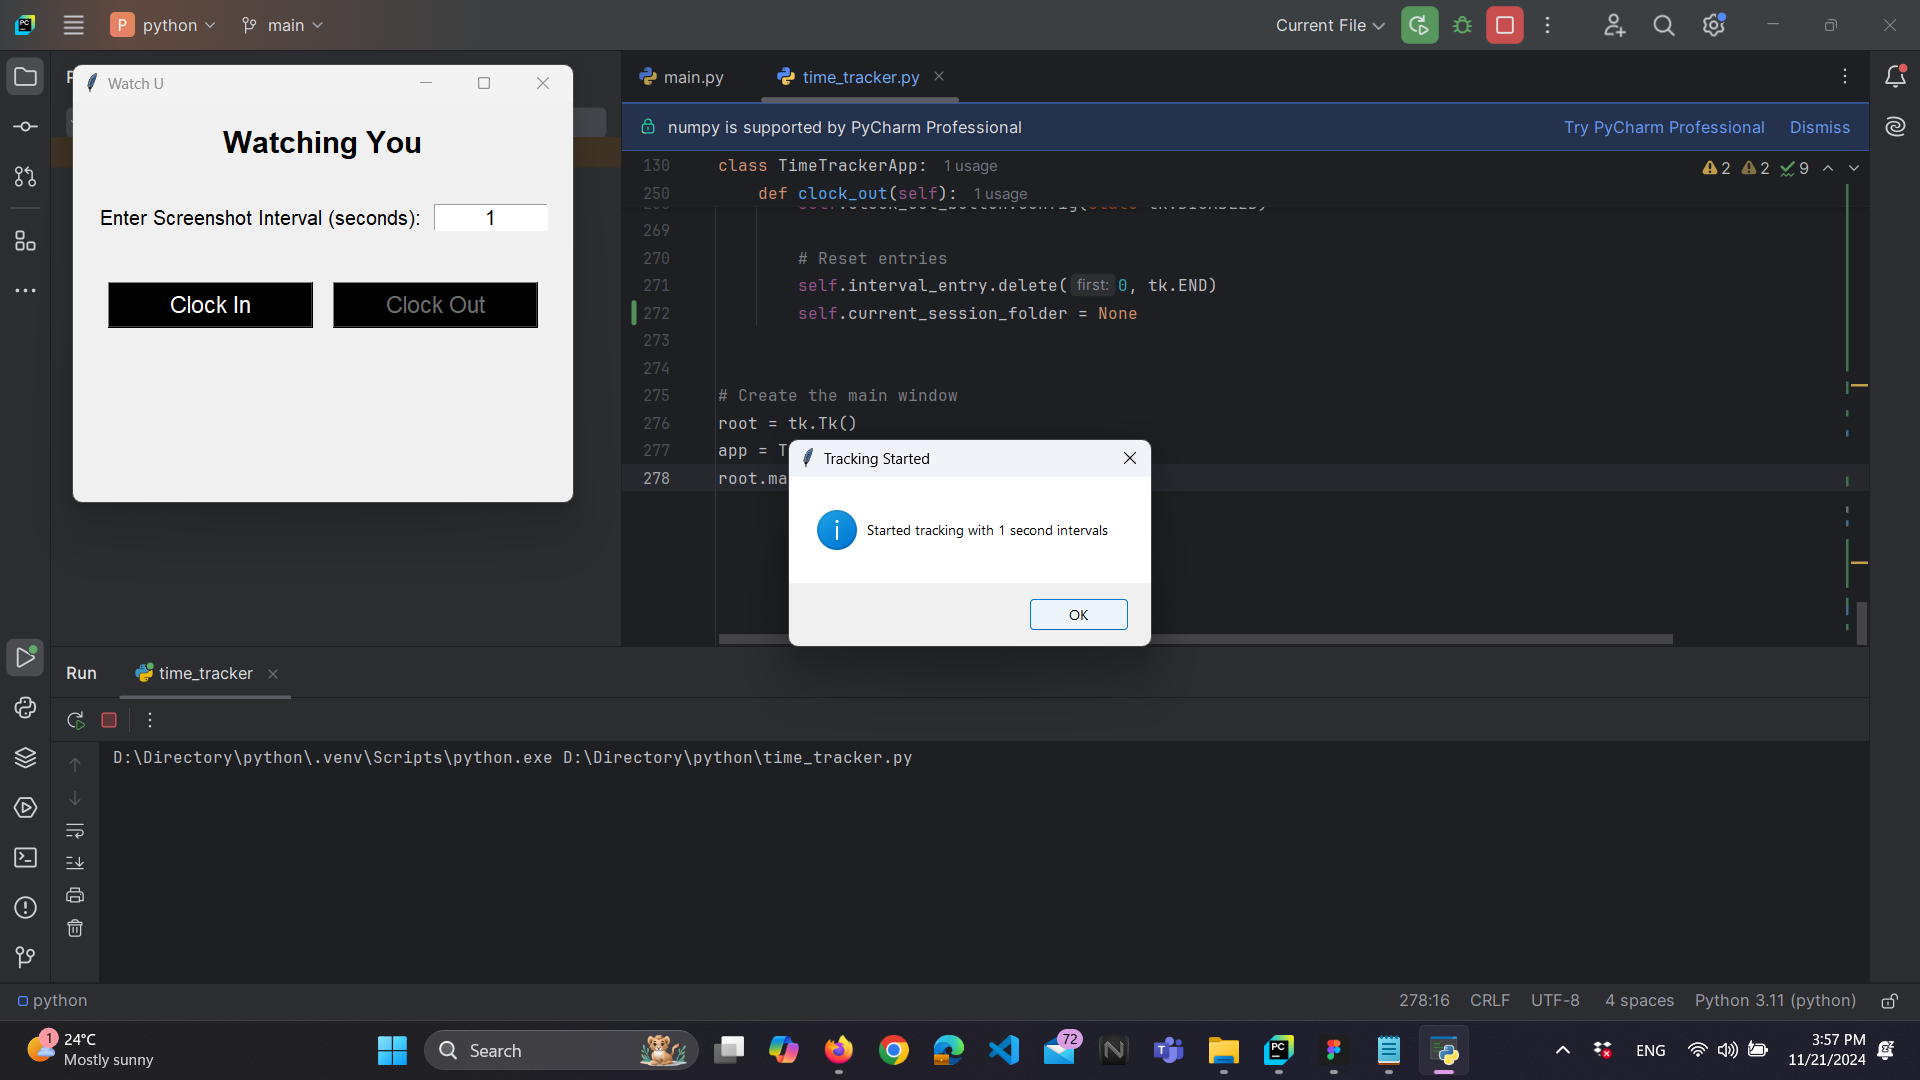 P python main
Current File
Watch U
Watching You
Enter Screenshot Interval (seconds): 1
Clock In Clock Out
main.py
time_tracker.py
numpy is supported by PyCharm Professional
Try PyCharm Professional Dismiss
130 class TimeTrackerApp: 1 usage
2 2 9
250 def clock_out(self): 1 usage
269
270 # Reset entries
271 self.interval_entry.delete( first: 0, tk.END)
272 self.current_session_folder = None
273
274
275 # Create the main window
276 root = tk.Tk()
277 app = T
278 root.ma
Tracking Started
Started tracking with 1 second intervals
OK
Run time_tracker
D:\Directory\python\.venv\Scripts\python.exe D:\Directory\python\time_tracker.py
python
278:16 CRLF UTF-8 4 spaces Python 3.11 (python)
1
24°C
Mostly sunny
Search
72
ENG
3:57 PM
11/21/2024